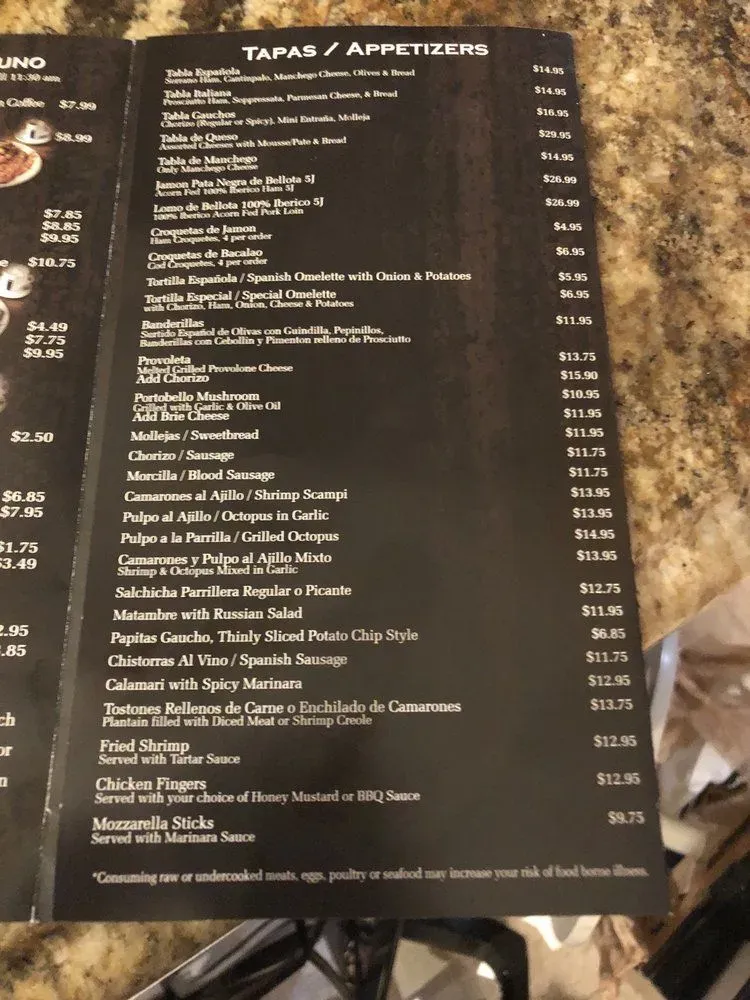 UNO
11:30 am
Coffee $7.99
$8.99
$7.85
$8.85
$9.95
$10.75
$4.49
$7.75
$9.95
$2.50
$6.85
$7.95
$1.75
$3.49
.95
.85
TAPAS / APPETIZERS
Tabla Española $14.95
Serrano Ham, Cantimpalo, Manchego Cheese, Olives & Bread
Tabla Italiana $14.95
Prosciutto Ham, Soppressata, Parmesan Cheese, & Bread
Tabla Gauchos $16.95
Chorizo (Regular or Spicy), Mini Entraña, Molleja
Tabla de Queso $29.95
Assorted Cheeses with Mousse/Pate & Bread
Tabla de Manchego $14.95
Only Manchego Cheese
Jamon Pata Negra de Bellota 5J $26.99
Acorn Fed 100% Iberico Ham 5J
Lomo de Bellota 100% Iberico 5J $26.99
100% Iberico Acorn Fed Pork Loin
Croquetas de Jamon $4.95
Ham Croquetes, 4 per order
Croquetas de Bacalao $6.95
Cod Croquetes, 4 per order
Tortilla Española / Spanish Omelette with Onion & Potatoes $5.95
Tortilla Especial / Special Omelette $6.95
with Chorizo, Ham, Onion, Cheese & Potatoes
Banderillas $11.95
Surtido Español de Olivas con Guindilla, Pepinillos,
Banderillas con Cebollin y Pimenton relleno de Prosciutto
Provoleta $13.75
Melted Grilled Provolone Cheese
Add Chorizo $15.90
Portobello Mushroom $10.95
Grilled with Garlic & Olive Oil
Add Brie Cheese $11.95
Mollejas / Sweetbread $11.95
Chorizo / Sausage $11.75
Morcilla / Blood Sausage $11.75
Camarones al Ajillo / Shrimp Scampi $13.95
Pulpo al Ajillo / Octopus in Garlic $13.95
Pulpo a la Parrilla / Grilled Octopus $14.95
Camarones y Pulpo al Ajillo Mixto $13.95
Shrimp & Octopus Mixed in Garlic
Salchicha Parrillera Regular o Picante $12.75
Matambre with Russian Salad $11.95
Papitas Gaucho, Thinly Sliced Potato Chip Style $6.85
Chistorras Al Vino / Spanish Sausage $11.75
Calamari with Spicy Marinara $12.95
Tostones Rellenos de Carne o Enchilado de Camarones $13.75
Plantain filled with Diced Meat or Shrimp Creole
Fried Shrimp $12.95
Served with Tartar Sauce
Chicken Fingers $12.95
Served with your choice of Honey Mustard or BBQ Sauce
Mozzarella Sticks $9.75
Served with Marinara Sauce
*Consuming raw or undercooked meats, eggs, poultry or seafood may increase your risk of food borne illness.